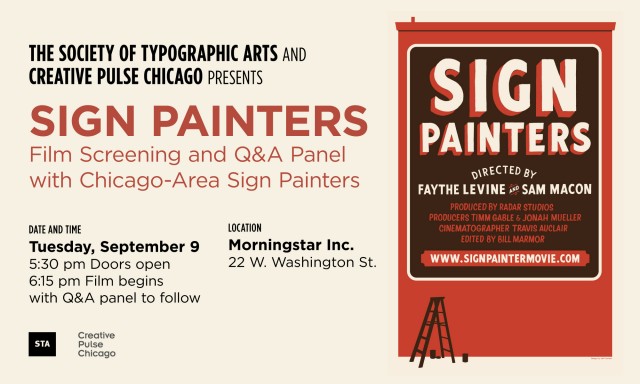 THE SOCIETY OF TYPOGRAPHIC ARTS AND
CREATIVE PULSE CHICAGO PRESENTS
SIGN PAINTERS
Film Screening and Q&A Panel
with Chicago-Area Sign Painters
DATE AND TIME
Tuesday, September 9
5:30 pm Doors open
6:15 pm Film begins
with Q&A panel to follow
LOCATION
Morningstar Inc.
22 W. Washington St.
STA
Creative
Pulse
Chicago
SIGN
PAINTERS
DIRECTED BY
FAYTHE LEVINE AND SAM MACON
PRODUCED BY RADAR STUDIOS
PRODUCERS TIMM GABLE & JONAH MUELLER
CINEMATOGRAPHER TRAVIS AUCLAIR
EDITED BY BILL MARMOR
WWW.SIGNPAINTERMOVIE.COM